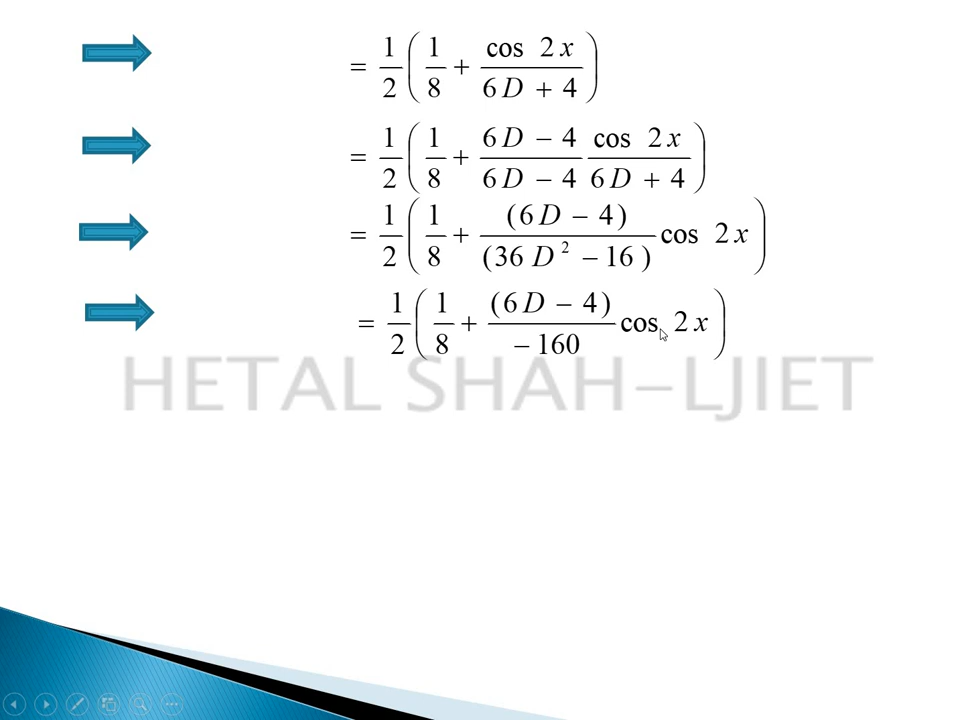 = 1/2 ( 1/8 + cos 2x / 6D + 4 )
= 1/2 ( 1/8 + 6D − 4 / 6D − 4 cos 2x / 6D + 4 )
= 1/2 ( 1/8 + (6D − 4) / (36D² − 16) cos 2x )
= 1/2 ( 1/8 + (6D − 4) / −160 cos 2x )
HETAL SHAH-LJIET